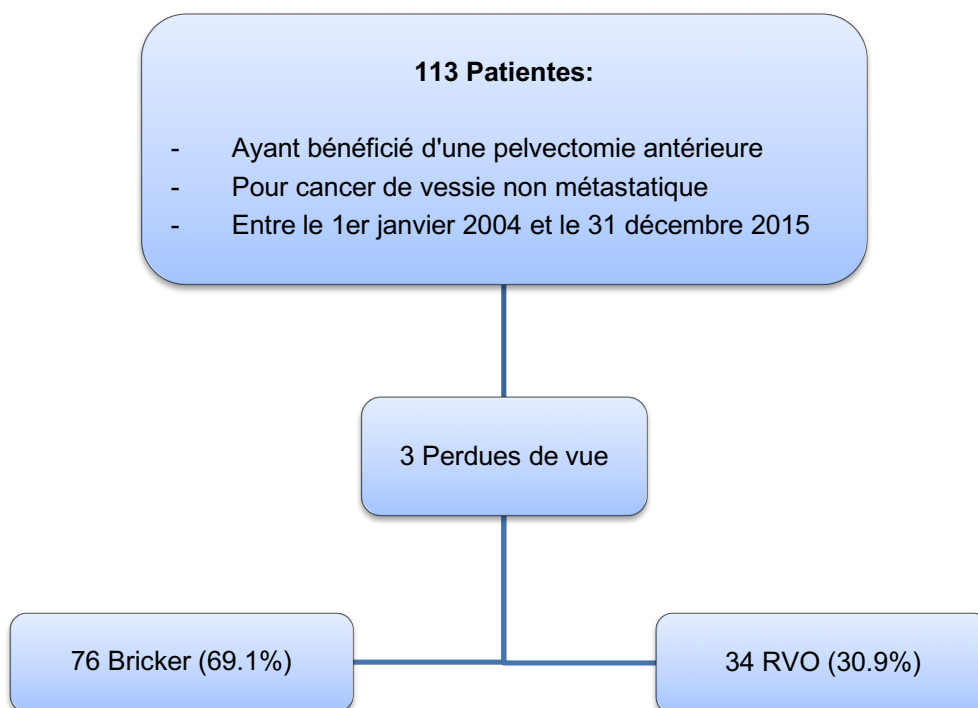 113 Patientes:
- Ayant bénéficié d'une pelvectomie antérieure
- Pour cancer de vessie non métastatique
- Entre le 1er janvier 2004 et le 31 décembre 2015
3 Perdues de vue
76 Bricker (69.1%)
34 RVO (30.9%)